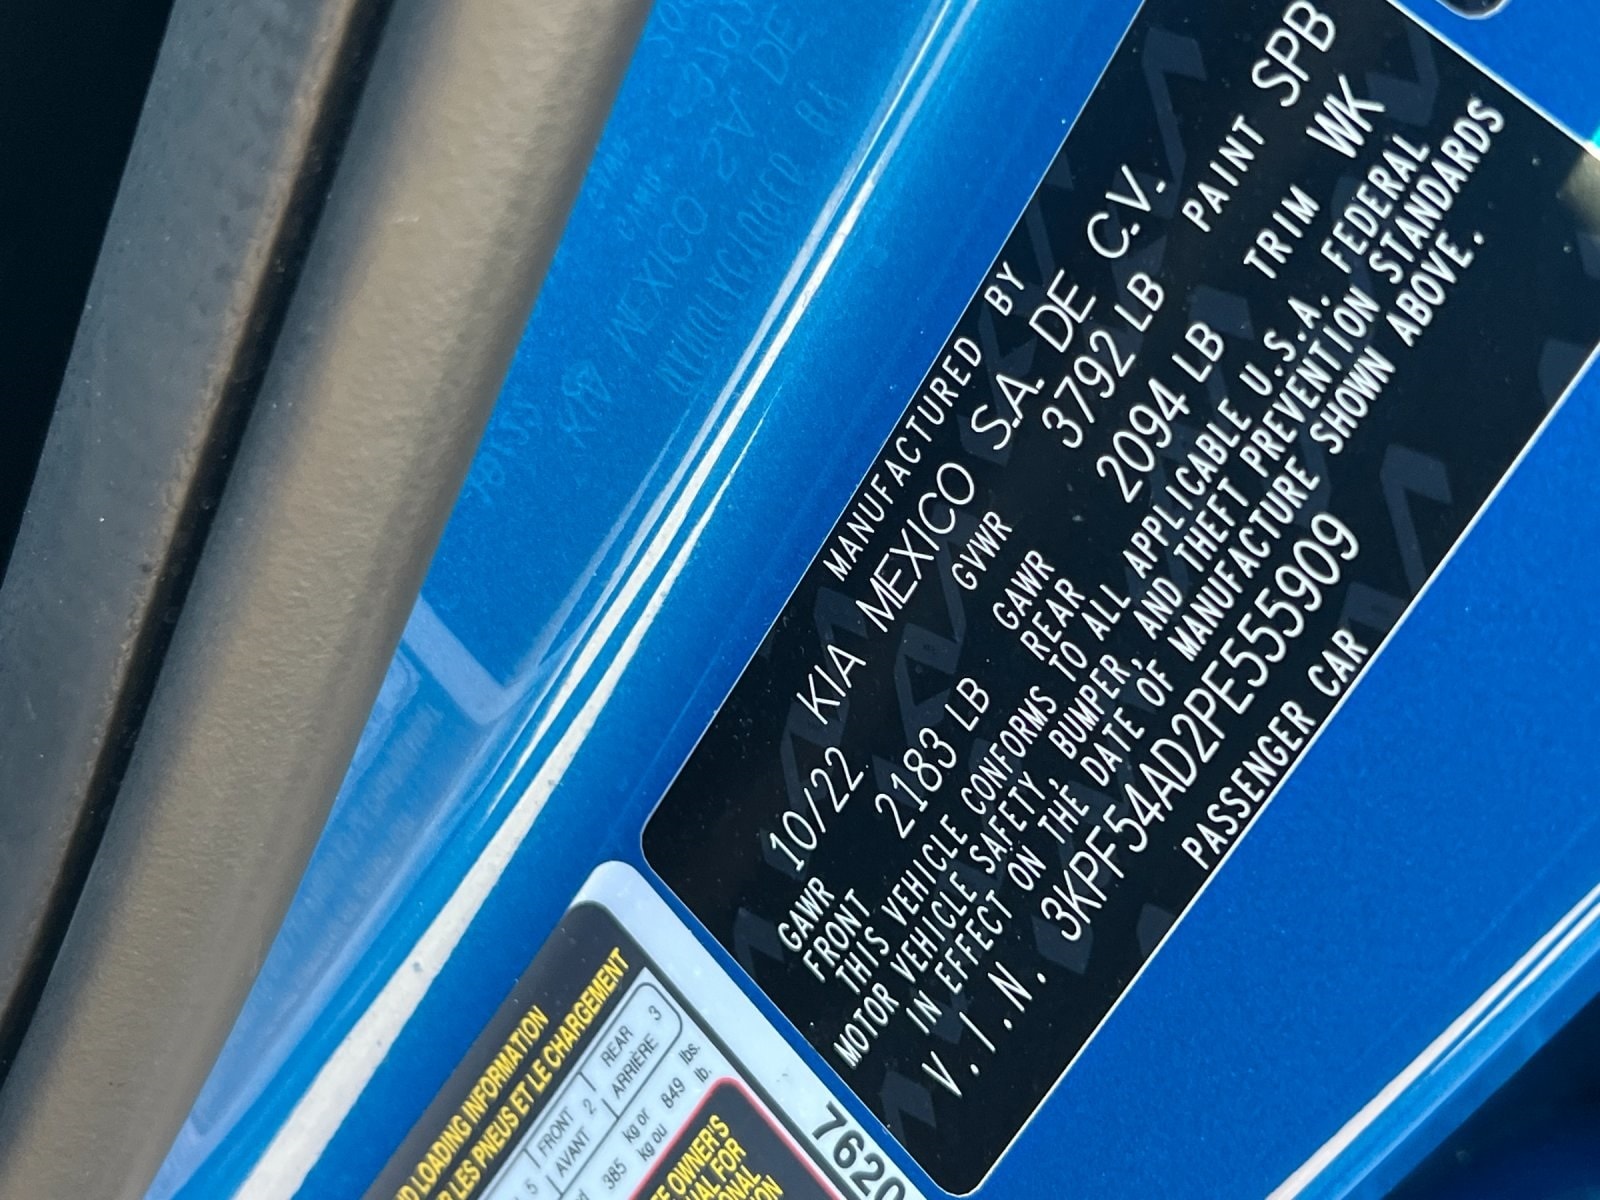 MANUFACTURED BY
10/22 KIA MEXICO S.A. DE C.V.
GVWR 3792 LB PAINT SPB
GAWR FRONT 2183 LB GAWR REAR 2094 LB TRIM WK
THIS VEHICLE CONFORMS TO ALL APPLICABLE U.S.A. FEDERAL
MOTOR VEHICLE SAFETY, BUMPER, AND THEFT PREVENTION STANDARDS
IN EFFECT ON THE DATE OF MANUFACTURE SHOWN ABOVE.
V.I.N. 3KPF54AD2PE555909
PASSENGER CAR
LOADING INFORMATION
LES PNEUS ET LE CHARGEMENT
5 FRONT 2 REAR 3
AVANT ARRIÈRE
385 kg or 849 lbs.
kg ou lb.
OWNER'S
FOR
7620